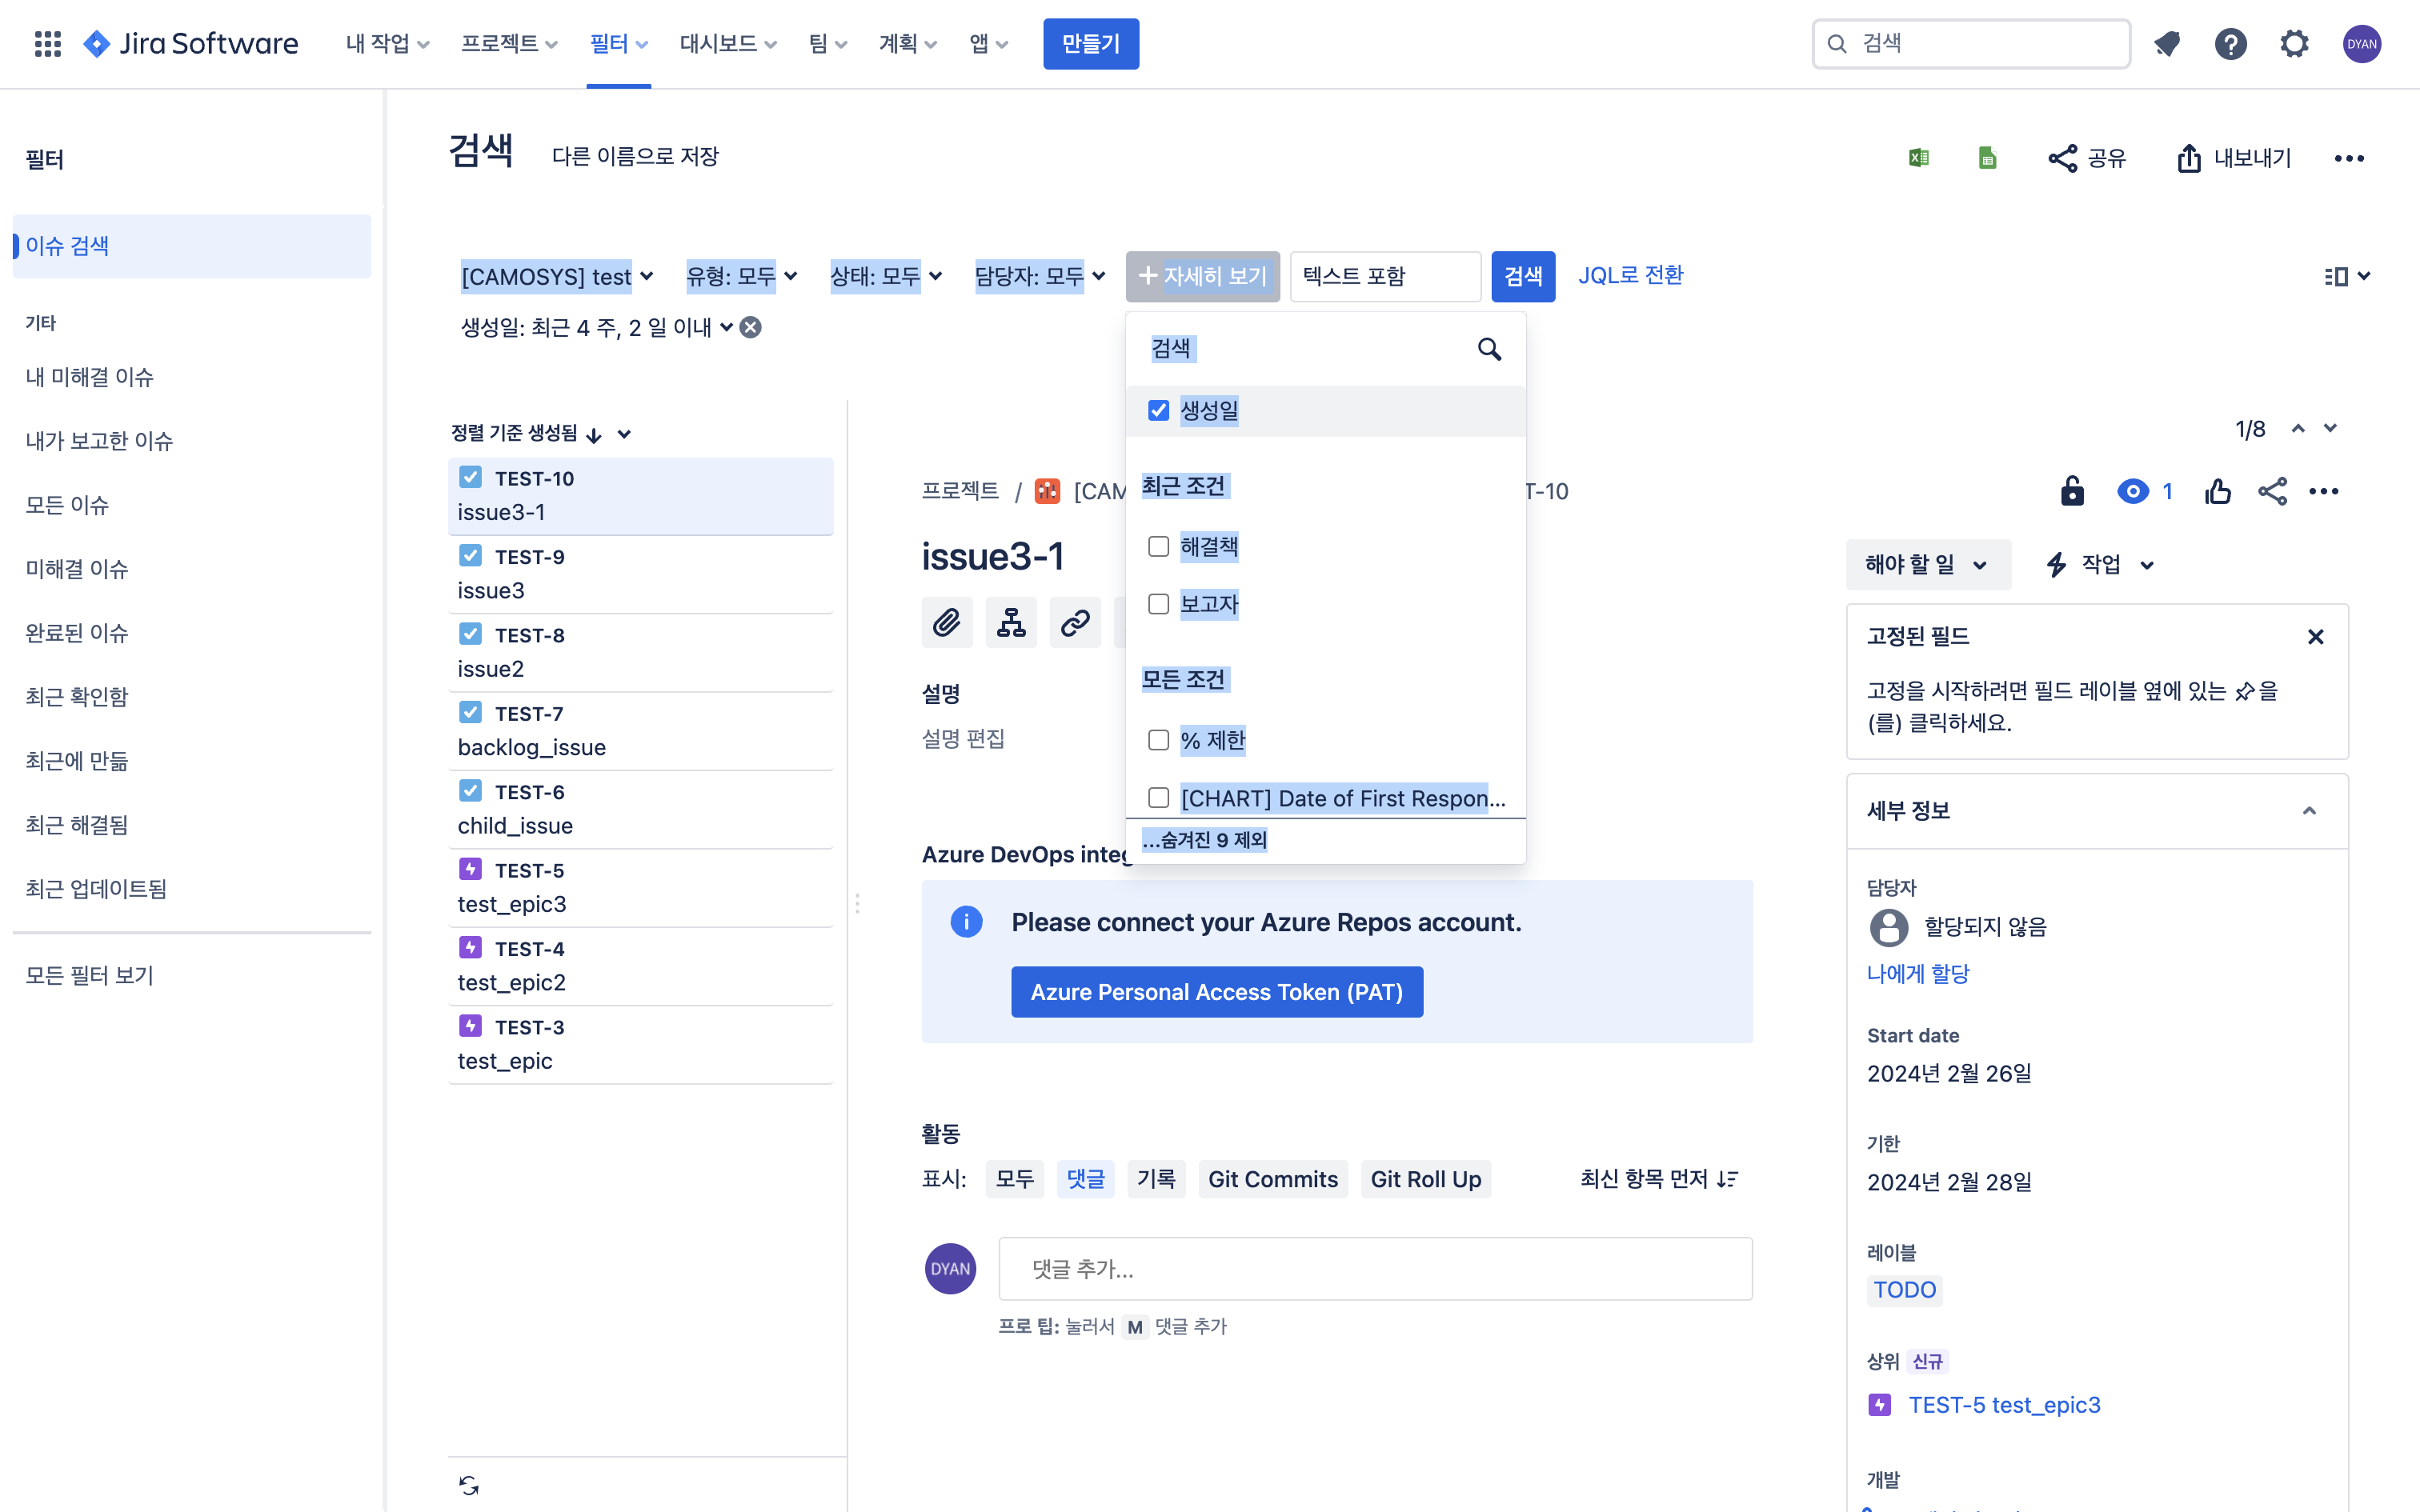 Jira Software
내 작업
프로젝트
필터
대시보드
팀
계획
앱
만들기
검색
DYAN
필터
이슈 검색
기타
내 미해결 이슈
내가 보고한 이슈
모든 이슈
미해결 이슈
완료된 이슈
최근 확인함
최근에 만듦
최근 해결됨
최근 업데이트됨
모든 필터 보기
검색
다른 이름으로 저장
공유
내보내기
[CAMOSYS] test
유형: 모두
상태: 모두
담당자: 모두
+ 자세히 보기
텍스트 포함
검색
JQL로 전환
생성일: 최근 4 주, 2 일 이내
검색
생성일
최근 조건
해결책
보고자
모든 조건
% 제한
[CHART] Date of First Respon...
...숨겨진 9 제외
정렬 기준 생성됨
TEST-10
issue3-1
TEST-9
issue3
TEST-8
issue2
TEST-7
backlog_issue
TEST-6
child_issue
TEST-5
test_epic3
TEST-4
test_epic2
TEST-3
test_epic
1/8
프로젝트 / [CAM
T-10
1
issue3-1
설명
설명 편집
Azure DevOps integ
Please connect your Azure Repos account.
Azure Personal Access Token (PAT)
활동
표시:
모두
댓글
기록
Git Commits
Git Roll Up
최신 항목 먼저
DYAN
댓글 추가...
프로 팁: 눌러서 M 댓글 추가
해야 할 일
작업
고정된 필드
고정을 시작하려면 필드 레이블 옆에 있는 을
(를) 클릭하세요.
세부 정보
담당자
할당되지 않음
나에게 할당
Start date
2024년 2월 26일
기한
2024년 2월 28일
레이블
TODO
상위 신규
TEST-5 test_epic3
개발